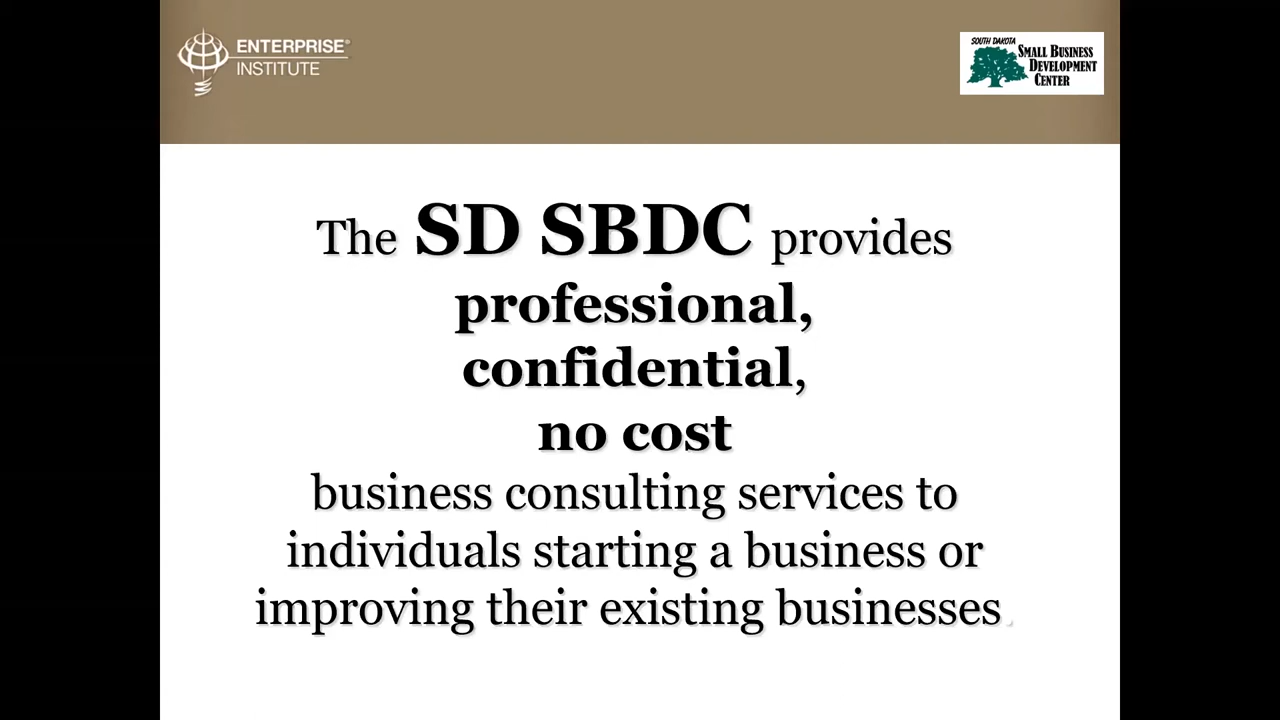 ENTERPRISE®
INSTITUTE
SOUTH DAKOTA
SMALL BUSINESS
DEVELOPMENT
CENTER
The SD SBDC provides
professional,
confidential,
no cost
business consulting services to
individuals starting a business or
improving their existing businesses.